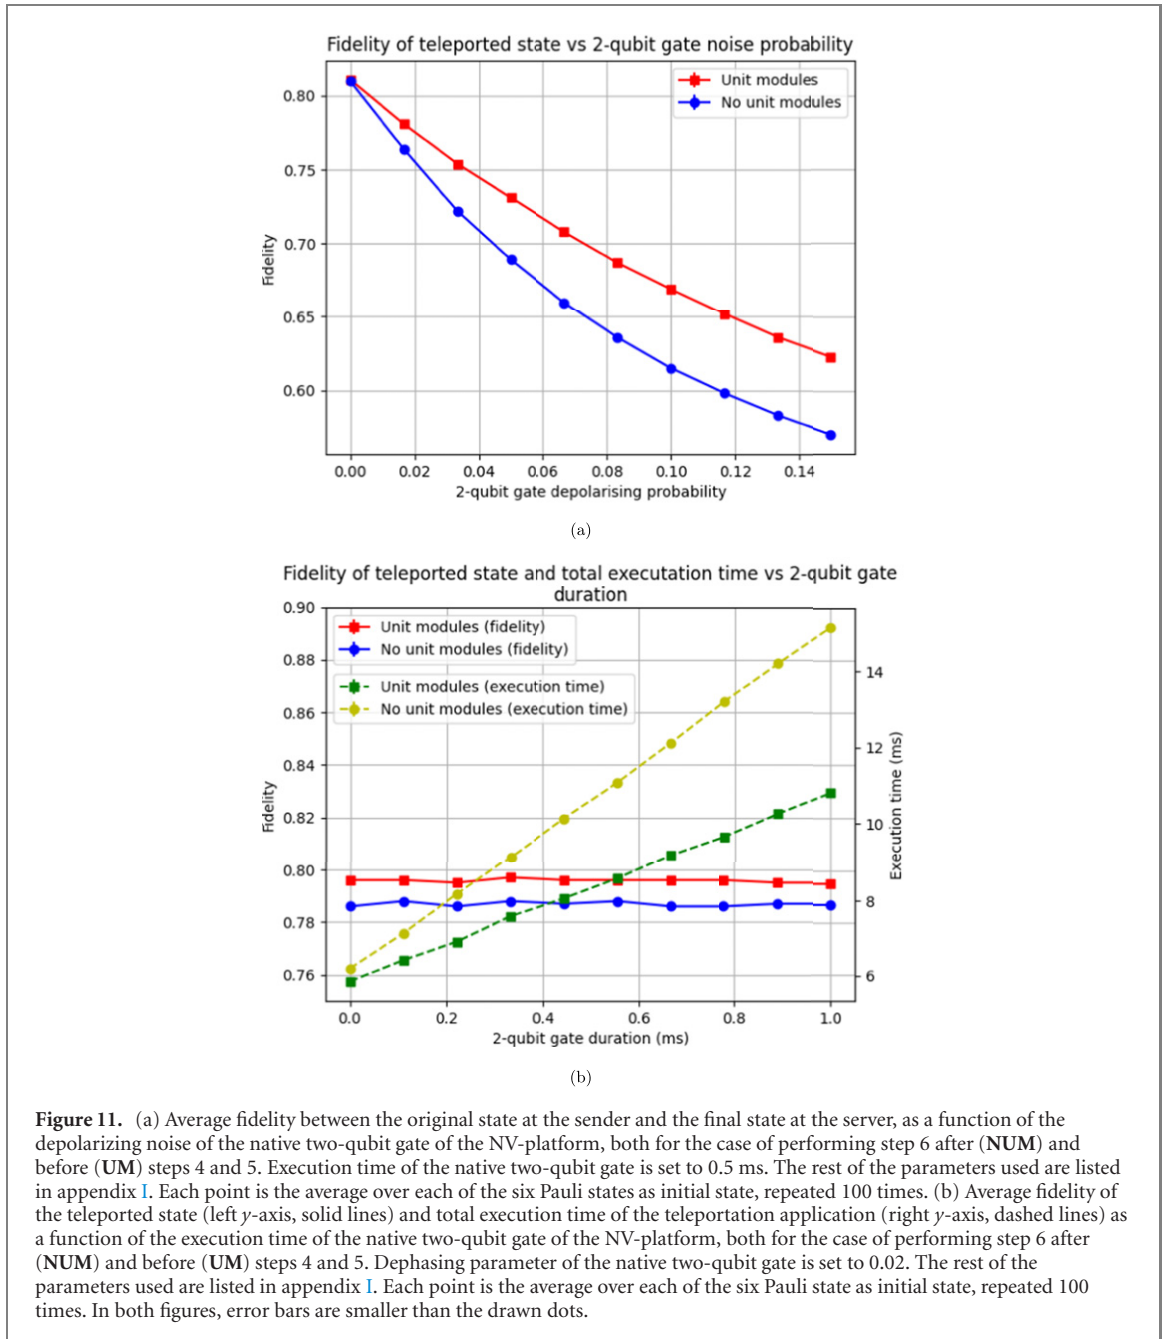 Fidelity of teleported state vs 2-qubit gate noise probability
Unit modules
No unit modules
0.80
0.75
0.70
0.65
0.60
Fidelity
0.00 0.02 0.04 0.06 0.08 0.10 0.12 0.14
2-qubit gate depolarising probability
(a)
Fidelity of teleported state and total executation time vs 2-qubit gate
duration
Unit modules (fidelity)
No unit modules (fidelity)
Unit modules (execution time)
No unit modules (execution time)
0.90
0.88
0.86
0.84
0.82
0.80
0.78
0.76
Fidelity
14
12
10
8
6
Execution time (ms)
0.0 0.2 0.4 0.6 0.8 1.0
2-qubit gate duration (ms)
(b)
Figure 11. (a) Average fidelity between the original state at the sender and the final state at the server, as a function of the
depolarizing noise of the native two-qubit gate of the NV-platform, both for the case of performing step 6 after (NUM) and
before (UM) steps 4 and 5. Execution time of the native two-qubit gate is set to 0.5 ms. The rest of the parameters used are listed
in appendix I. Each point is the average over each of the six Pauli states as initial state, repeated 100 times. (b) Average fidelity of
the teleported state (left y-axis, solid lines) and total execution time of the teleportation application (right y-axis, dashed lines) as
a function of the execution time of the native two-qubit gate of the NV-platform, both for the case of performing step 6 after
(NUM) and before (UM) steps 4 and 5. Dephasing parameter of the native two-qubit gate is set to 0.02. The rest of the
parameters used are listed in appendix I. Each point is the average over each of the six Pauli state as initial state, repeated 100
times. In both figures, error bars are smaller than the drawn dots.